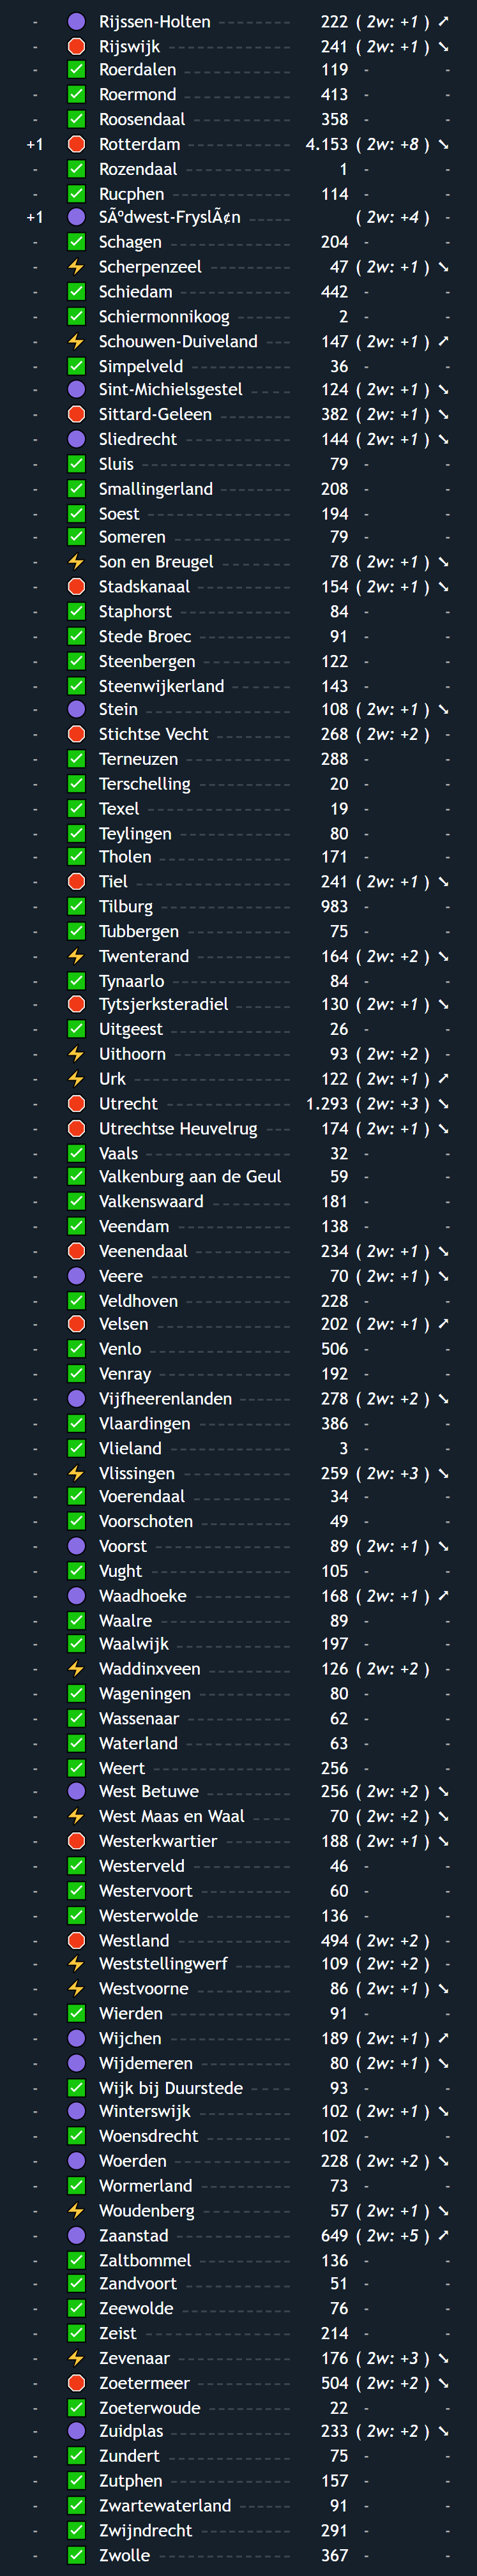 - Rijssen-Holten 222 ( 2w: +1 ) ➚
- Rijswijk 241 ( 2w: +1 ) ➘
- Roerdalen 119 - -
- Roermond 413 - -
- Roosendaal 358 - -
+1 Rotterdam 4.153 ( 2w: +8 ) ➘
- Rozendaal 1 - -
- Rucphen 114 - -
+1 SÃºdwest-FryslÃ¢n ( 2w: +4 ) -
- Schagen 204 - -
- Scherpenzeel 47 ( 2w: +1 ) ➘
- Schiedam 442 - -
- Schiermonnikoog 2 - -
- Schouwen-Duiveland 147 ( 2w: +1 ) ➚
- Simpelveld 36 - -
- Sint-Michielsgestel 124 ( 2w: +1 ) ➘
- Sittard-Geleen 382 ( 2w: +1 ) ➘
- Sliedrecht 144 ( 2w: +1 ) ➘
- Sluis 79 - -
- Smallingerland 208 - -
- Soest 194 - -
- Someren 79 - -
- Son en Breugel 78 ( 2w: +1 ) ➘
- Stadskanaal 154 ( 2w: +1 ) ➘
- Staphorst 84 - -
- Stede Broec 91 - -
- Steenbergen 122 - -
- Steenwijkerland 143 - -
- Stein 108 ( 2w: +1 ) ➘
- Stichtse Vecht 268 ( 2w: +2 ) -
- Terneuzen 288 - -
- Terschelling 20 - -
- Texel 19 - -
- Teylingen 80 - -
- Tholen 171 - -
- Tiel 241 ( 2w: +1 ) ➘
- Tilburg 983 - -
- Tubbergen 75 - -
- Twenterand 164 ( 2w: +2 ) ➘
- Tynaarlo 84 - -
- Tytsjerksteradiel 130 ( 2w: +1 ) ➘
- Uitgeest 26 - -
- Uithoorn 93 ( 2w: +2 ) -
- Urk 122 ( 2w: +1 ) ➚
- Utrecht 1.293 ( 2w: +3 ) ➘
- Utrechtse Heuvelrug 174 ( 2w: +1 ) ➘
- Vaals 32 - -
- Valkenburg aan de Geul 59 - -
- Valkenswaard 181 - -
- Veendam 138 - -
- Veenendaal 234 ( 2w: +1 ) ➘
- Veere 70 ( 2w: +1 ) ➘
- Veldhoven 228 - -
- Velsen 202 ( 2w: +1 ) ➚
- Venlo 506 - -
- Venray 192 - -
- Vijfheerenlanden 278 ( 2w: +2 ) ➘
- Vlaardingen 386 - -
- Vlieland 3 - -
- Vlissingen 259 ( 2w: +3 ) ➘
- Voerendaal 34 - -
- Voorschoten 49 - -
- Voorst 89 ( 2w: +1 ) ➘
- Vught 105 - -
- Waadhoeke 168 ( 2w: +1 ) ➚
- Waalre 89 - -
- Waalwijk 197 - -
- Waddinxveen 126 ( 2w: +2 ) -
- Wageningen 80 - -
- Wassenaar 62 - -
- Waterland 63 - -
- Weert 256 - -
- West Betuwe 256 ( 2w: +2 ) ➘
- West Maas en Waal 70 ( 2w: +2 ) ➘
- Westerkwartier 188 ( 2w: +1 ) ➘
- Westerveld 46 - -
- Westervoort 60 - -
- Westerwolde 136 - -
- Westland 494 ( 2w: +2 ) -
- Weststellingwerf 109 ( 2w: +2 ) -
- Westvoorne 86 ( 2w: +1 ) ➘
- Wierden 91 - -
- Wijchen 189 ( 2w: +1 ) ➚
- Wijdemeren 80 ( 2w: +1 ) ➘
- Wijk bij Duurstede 93 - -
- Winterswijk 102 ( 2w: +1 ) ➘
- Woensdrecht 102 - -
- Woerden 228 ( 2w: +2 ) ➘
- Wormerland 73 - -
- Woudenberg 57 ( 2w: +1 ) ➘
- Zaanstad 649 ( 2w: +5 ) ➚
- Zaltbommel 136 - -
- Zandvoort 51 - -
- Zeewolde 76 - -
- Zeist 214 - -
- Zevenaar 176 ( 2w: +3 ) ➘
- Zoetermeer 504 ( 2w: +2 ) ➘
- Zoeterwoude 22 - -
- Zuidplas 233 ( 2w: +2 ) ➘
- Zundert 75 - -
- Zutphen 157 - -
- Zwartewaterland 91 - -
- Zwijndrecht 291 - -
- Zwolle 367 - -